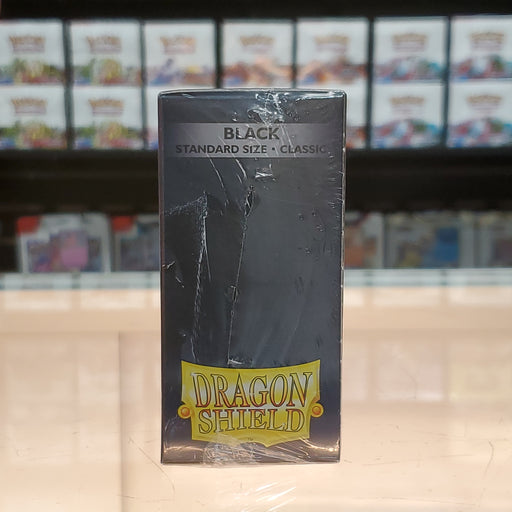 BLACK
STANDARD SIZE • CLASSIC
DRAGON
SHIELD